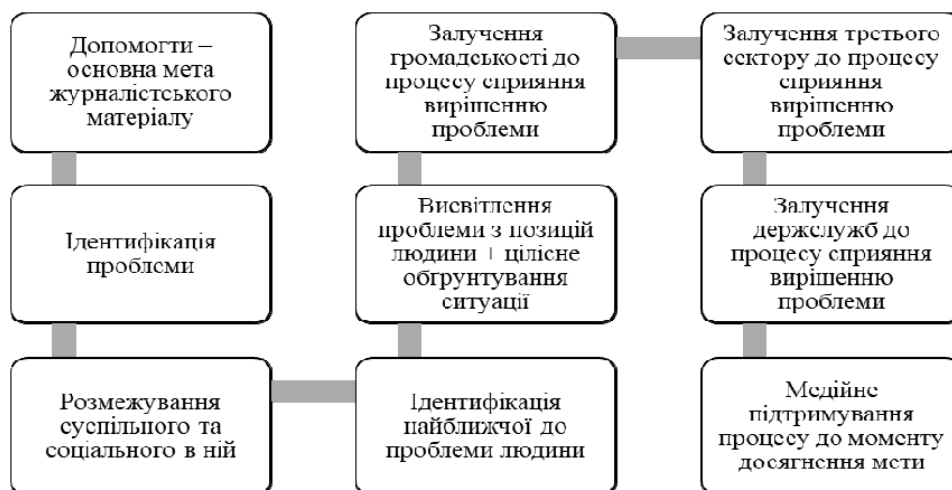 Допомогти –
основна мета
журналістського
матеріалу
Ідентифікація
проблеми
Розмежування
суспільного та
соціального в ній
Ідентифікація
найближчої до
проблеми людини
Висвітлення
проблеми з позицій
людини + цілісне
обґрунтування
ситуації
Залучення
громадськості до
процесу сприяння
вирішенню
проблеми
Залучення третього
сектору до процесу
сприяння
вирішенню
проблеми
Залучення
держслужб до
процесу сприяння
вирішенню
проблеми
Медійне
підтримування
процесу до моменту
досягнення мети